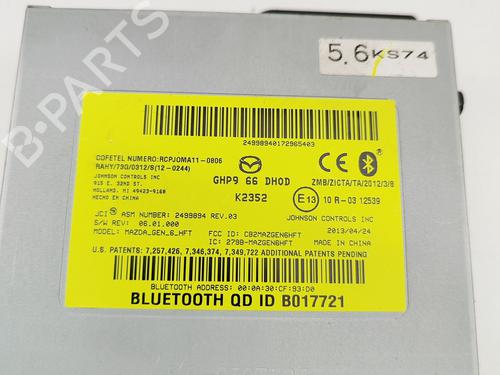 5.6KS74
B-PARTS
24998940172965403
COFETEL NUMERO:RCPJOMA11-0806
RAHY/79G/0312/S(12-0244)
JOHNSON CONTROLS INC
915 E. 32ND ST.
HOLLAND, MI 49423-9168
HECHO EN CHINA
GHP9 66 DH0D
K2352
CE
ZMB/ZICTA/TA/2012/3/8
E13 10 R-03 12539
JCI ASM NUMBER: 2499894 REV.03
S/W REV: 06.01.000
MODEL: MAZDA_GEN_6_HFT
FCC ID: CB2MAZGEN6HFT
IC: 279B-MAZGEN6HFT
JOHNSON CONTROLS INC.
2013/04/24
MADE IN CHINA
U.S. PATENTS: 7,257,426, 7,346,374, 7,349,722 ADDITIONAL PATENTS PENDING
BLUETOOTH ADDRESS: 00:0A:30:CF:93:D0
BLUETOOTH QD ID B017721